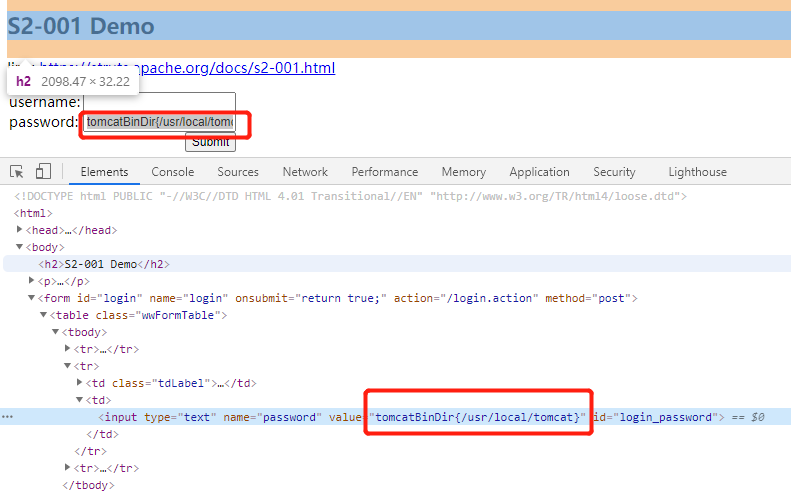 S2-001 Demo
link: https://struts.apache.org/docs/s2-001.html
h2 2098.47 × 32.22
username:
password: tomcatBinDir{/usr/local/tomc
Submit
Elements Console Sources Network Performance Memory Application Security Lighthouse
<!DOCTYPE html PUBLIC "-//W3C//DTD HTML 4.01 Transitional//EN" "http://www.w3.org/TR/html4/loose.dtd">
<html>
▶<head>…</head>
▼<body>
<h2>S2-001 Demo</h2>
▶<p>…</p>
▼<form id="login" name="login" onsubmit="return true;" action="/login.action" method="post">
▼<table class="wwFormTable">
▼<tbody>
▶<tr>…</tr>
▼<tr>
▶<td class="tdLabel">…</td>
▼<td>
… <input type="text" name="password" value="tomcatBinDir{/usr/local/tomcat}" id="login_password"> == $0
</td>
</tr>
▶<tr>…</tr>
</tbody>